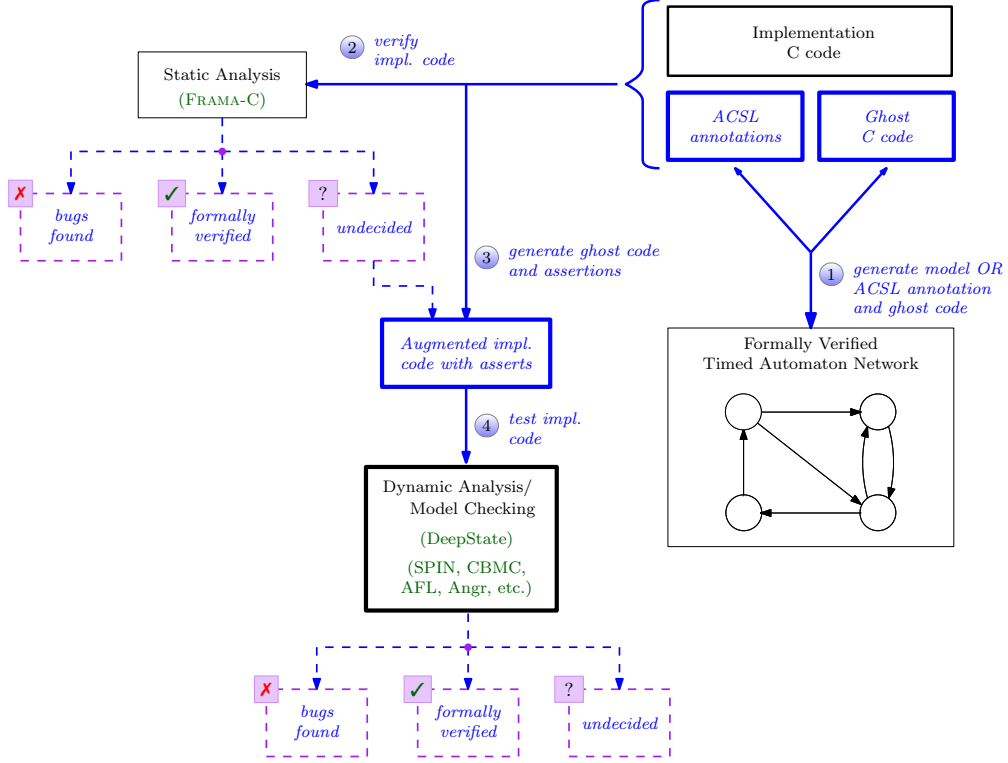 Implementation
C code
2
verify
impl. code
Static Analysis
(FRAMA-C)
ACSL
annotations
Ghost
C code
✗
bugs
found
✓
formally
verified
?
undecided
3
generate ghost code
and assertions
1
generate model OR
ACSL annotation
and ghost code
Augmented impl.
code with asserts
Formally Verified
Timed Automaton Network
4
test impl.
code
Dynamic Analysis/
Model Checking
(DeepState)
(SPIN, CBMC,
AFL, Angr, etc.)
✗
bugs
found
✓
formally
verified
?
undecided